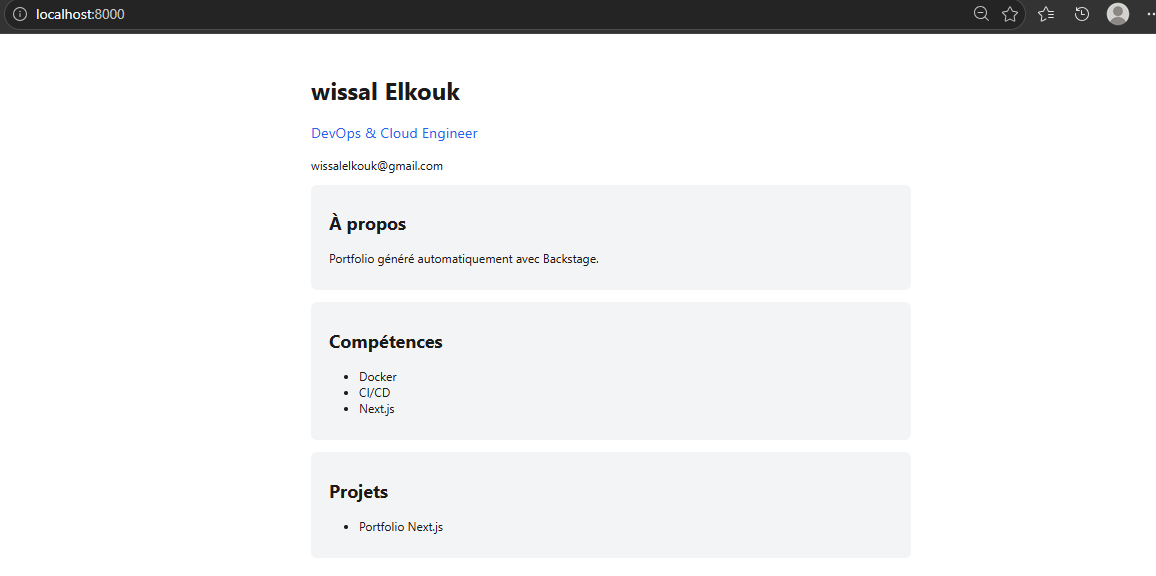 localhost:8000
wissal Elkouk
DevOps & Cloud Engineer
wissalelkouk@gmail.com
À propos
Portfolio généré automatiquement avec Backstage.
Compétences
Docker
CI/CD
Next.js
Projets
Portfolio Next.js